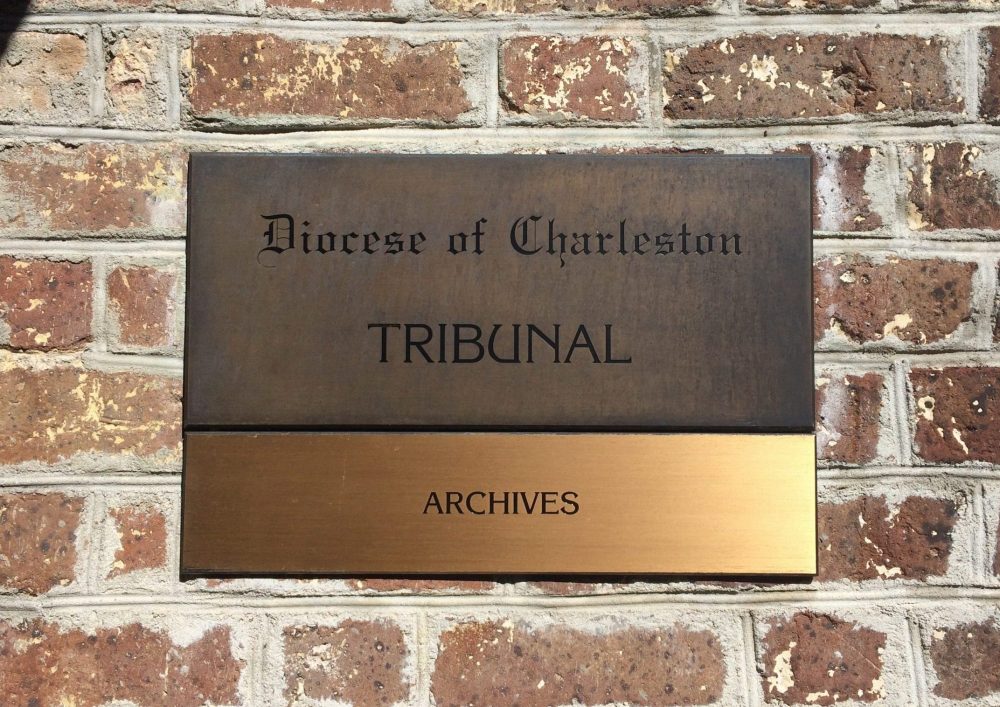 Diocese of Charleston
TRIBUNAL
ARCHIVES